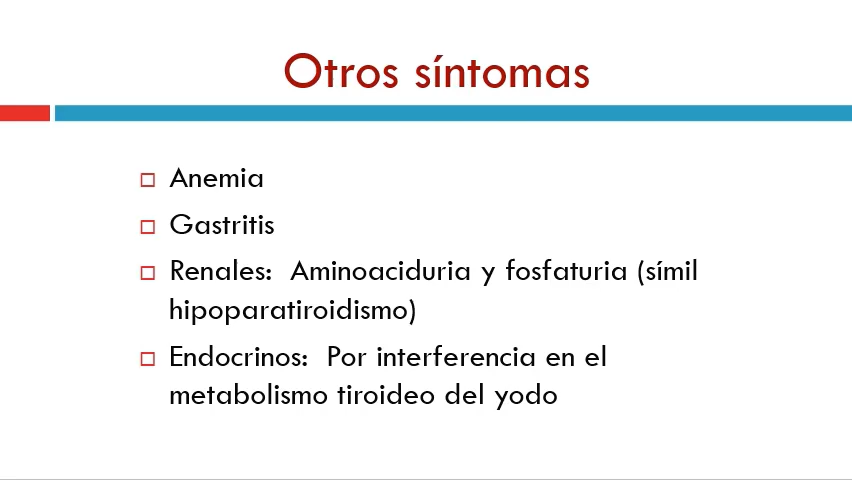 Otros síntomas
Anemia
Gastritis
Renales: Aminoaciduria y fosfaturia (símil
hipoparatiroidismo)
Endocrinos: Por interferencia en el
metabolismo tiroideo del yodo